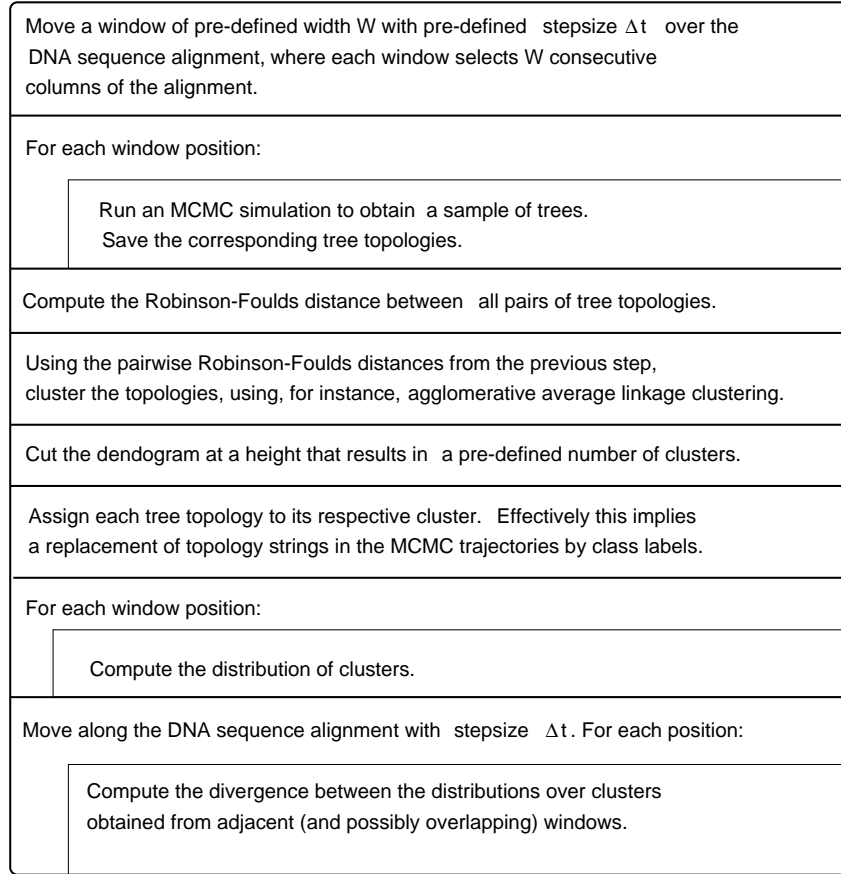 Move a window of pre-defined width W with pre-defined stepsize Δt over the
DNA sequence alignment, where each window selects W consecutive
columns of the alignment.
For each window position:
Run an MCMC simulation to obtain a sample of trees.
Save the corresponding tree topologies.
Compute the Robinson-Foulds distance between all pairs of tree topologies.
Using the pairwise Robinson-Foulds distances from the previous step,
cluster the topologies, using, for instance, agglomerative average linkage clustering.
Cut the dendogram at a height that results in a pre-defined number of clusters.
Assign each tree topology to its respective cluster. Effectively this implies
a replacement of topology strings in the MCMC trajectories by class labels.
For each window position:
Compute the distribution of clusters.
Move along the DNA sequence alignment with stepsize Δt. For each position:
Compute the divergence between the distributions over clusters
obtained from adjacent (and possibly overlapping) windows.